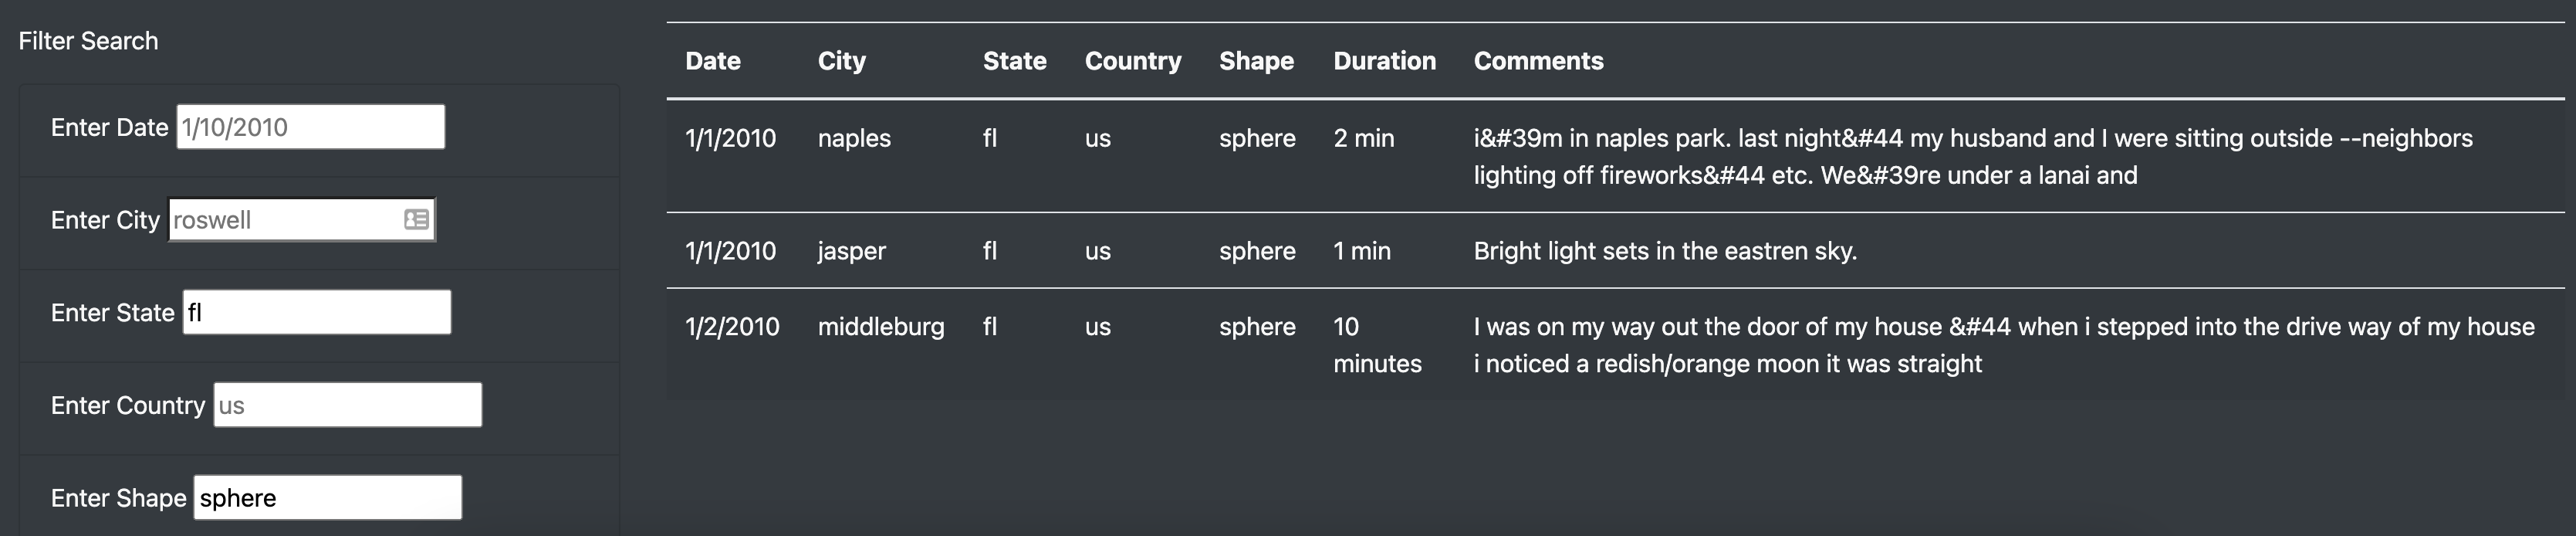 Filter Search
Enter Date 1/10/2010
Enter City roswell
Enter State fl
Enter Country us
Enter Shape sphere
Date City State Country Shape Duration Comments
1/1/2010 naples fl us sphere 2 min i&#39m in naples park. last night&#44 my husband and I were sitting outside --neighbors
lighting off fireworks&#44 etc. We&#39re under a lanai and
1/1/2010 jasper fl us sphere 1 min Bright light sets in the eastren sky.
1/2/2010 middleburg fl us sphere 10 I was on my way out the door of my house &#44 when i stepped into the drive way of my house
minutes i noticed a redish/orange moon it was straight